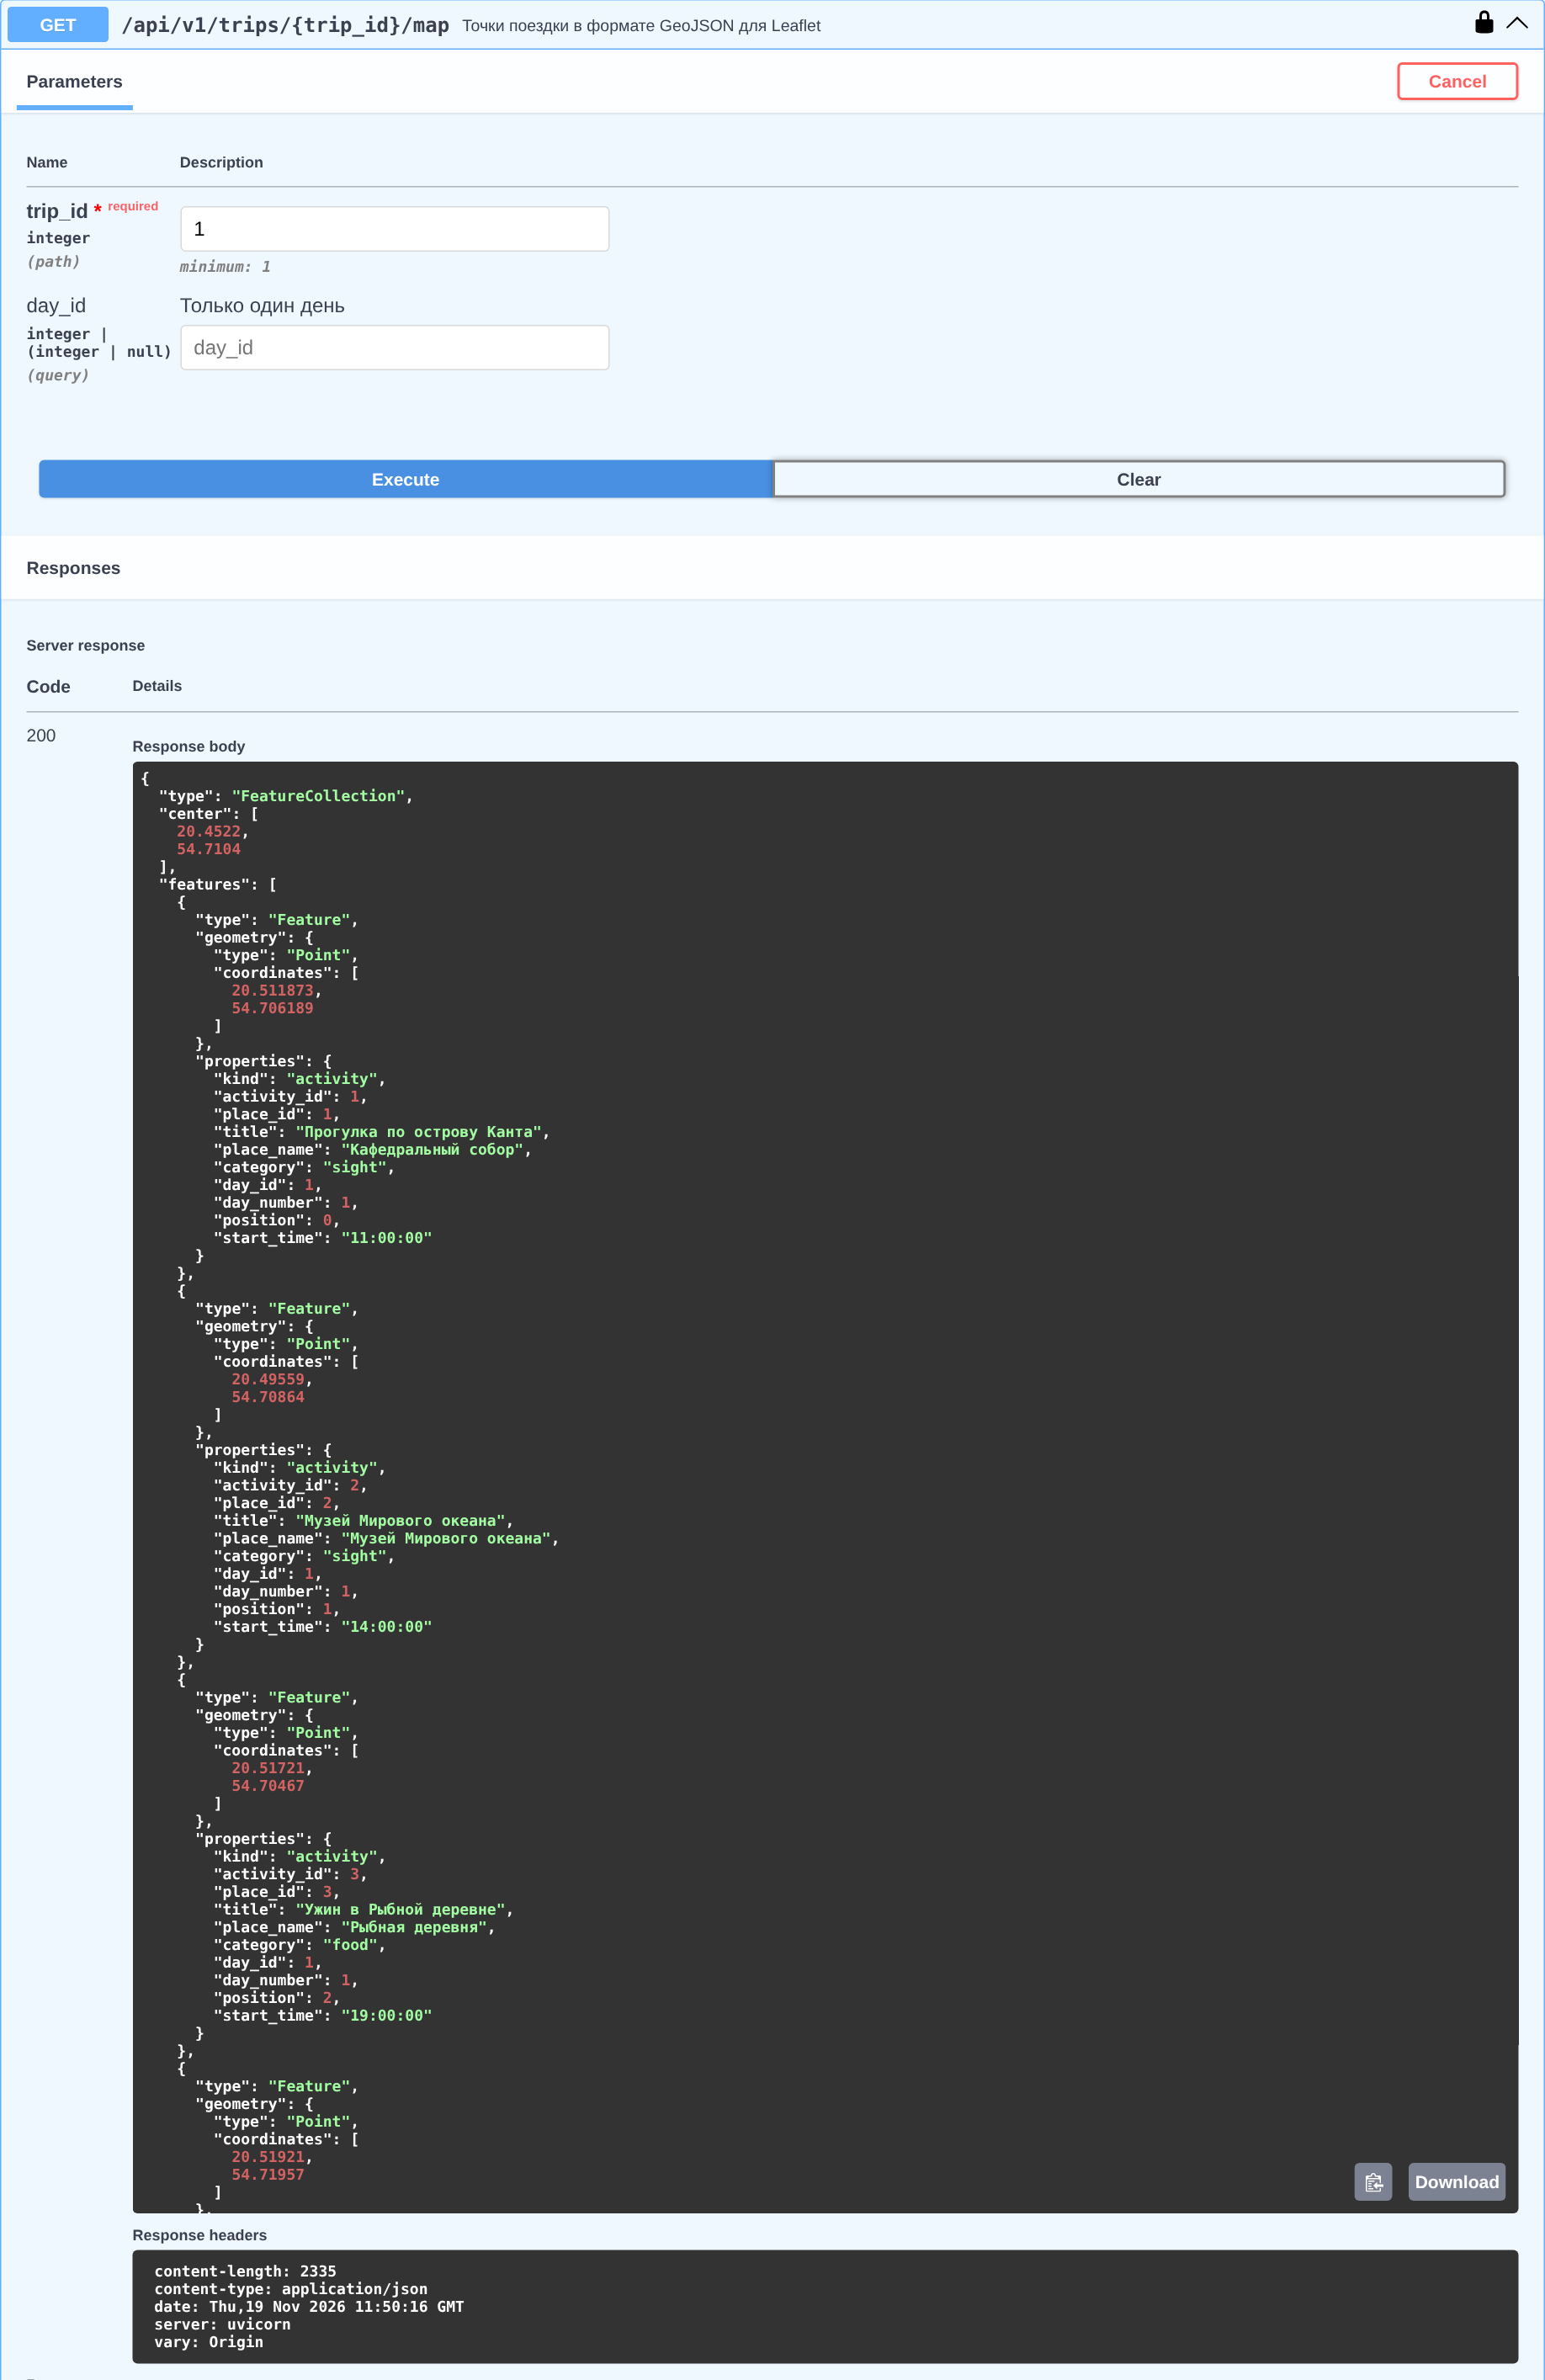 GET /api/v1/trips/{trip_id}/map Точки поездки в формате GeoJSON для Leaflet
Parameters
Cancel
Name Description
trip_id * required
integer
(path)
1
minimum: 1
day_id
integer |
(integer | null)
(query)
Только один день
day_id
Execute
Clear
Responses
Server response
Code Details
200
Response body
{
  "type": "FeatureCollection",
  "center": [
    20.4522,
    54.7104
  ],
  "features": [
    {
      "type": "Feature",
      "geometry": {
        "type": "Point",
        "coordinates": [
          20.511873,
          54.706189
        ]
      },
      "properties": {
        "kind": "activity",
        "activity_id": 1,
        "place_id": 1,
        "title": "Прогулка по острову Канта",
        "place_name": "Кафедральный собор",
        "category": "sight",
        "day_id": 1,
        "day_number": 1,
        "position": 0,
        "start_time": "11:00:00"
      }
    },
    {
      "type": "Feature",
      "geometry": {
        "type": "Point",
        "coordinates": [
          20.49559,
          54.70864
        ]
      },
      "properties": {
        "kind": "activity",
        "activity_id": 2,
        "place_id": 2,
        "title": "Музей Мирового океана",
        "place_name": "Музей Мирового океана",
        "category": "sight",
        "day_id": 1,
        "day_number": 1,
        "position": 1,
        "start_time": "14:00:00"
      }
    },
    {
      "type": "Feature",
      "geometry": {
        "type": "Point",
        "coordinates": [
          20.51721,
          54.70467
        ]
      },
      "properties": {
        "kind": "activity",
        "activity_id": 3,
        "place_id": 3,
        "title": "Ужин в Рыбной деревне",
        "place_name": "Рыбная деревня",
        "category": "food",
        "day_id": 1,
        "day_number": 1,
        "position": 2,
        "start_time": "19:00:00"
      }
    },
    {
      "type": "Feature",
      "geometry": {
        "type": "Point",
        "coordinates": [
          20.51921,
          54.71957
        ]
      },
Download
Response headers
content-length: 2335
content-type: application/json
date: Thu,19 Nov 2026 11:50:16 GMT
server: uvicorn
vary: Origin